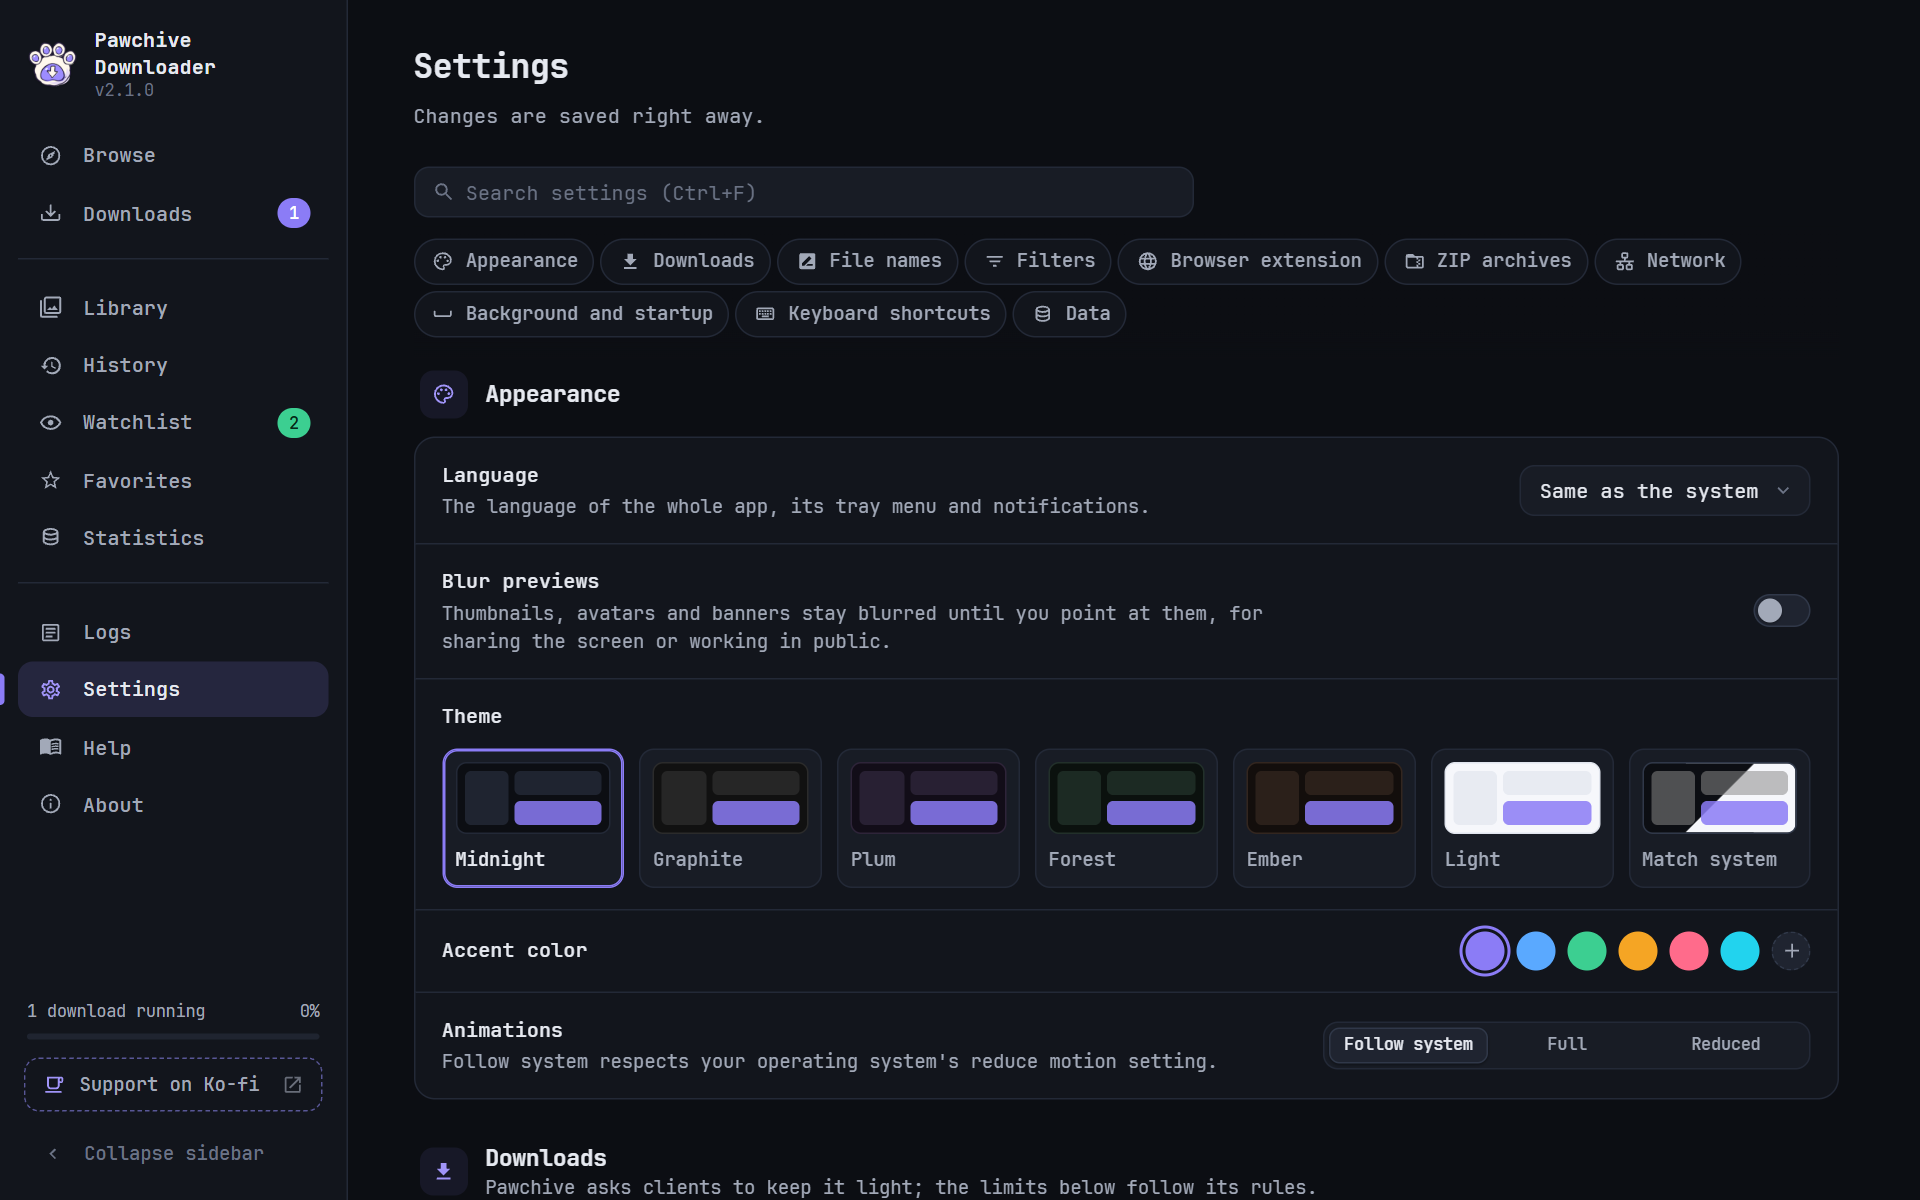 Pawchive
Downloader
v2.1.0
Browse
Downloads 1
Library
History
Watchlist 2
Favorites
Statistics
Logs
Settings
Help
About
1 download running 0%
Support on Ko-fi
Collapse sidebar
Settings
Changes are saved right away.
Search settings (Ctrl+F)
Appearance Downloads File names Filters Browser extension ZIP archives Network
Background and startup Keyboard shortcuts Data
Appearance
Language
The language of the whole app, its tray menu and notifications.
Same as the system
Blur previews
Thumbnails, avatars and banners stay blurred until you point at them, for
sharing the screen or working in public.
Theme
Midnight Graphite Plum Forest Ember Light Match system
Accent color
Animations
Follow system respects your operating system's reduce motion setting.
Follow system Full Reduced
Downloads
Pawchive asks clients to keep it light; the limits below follow its rules.